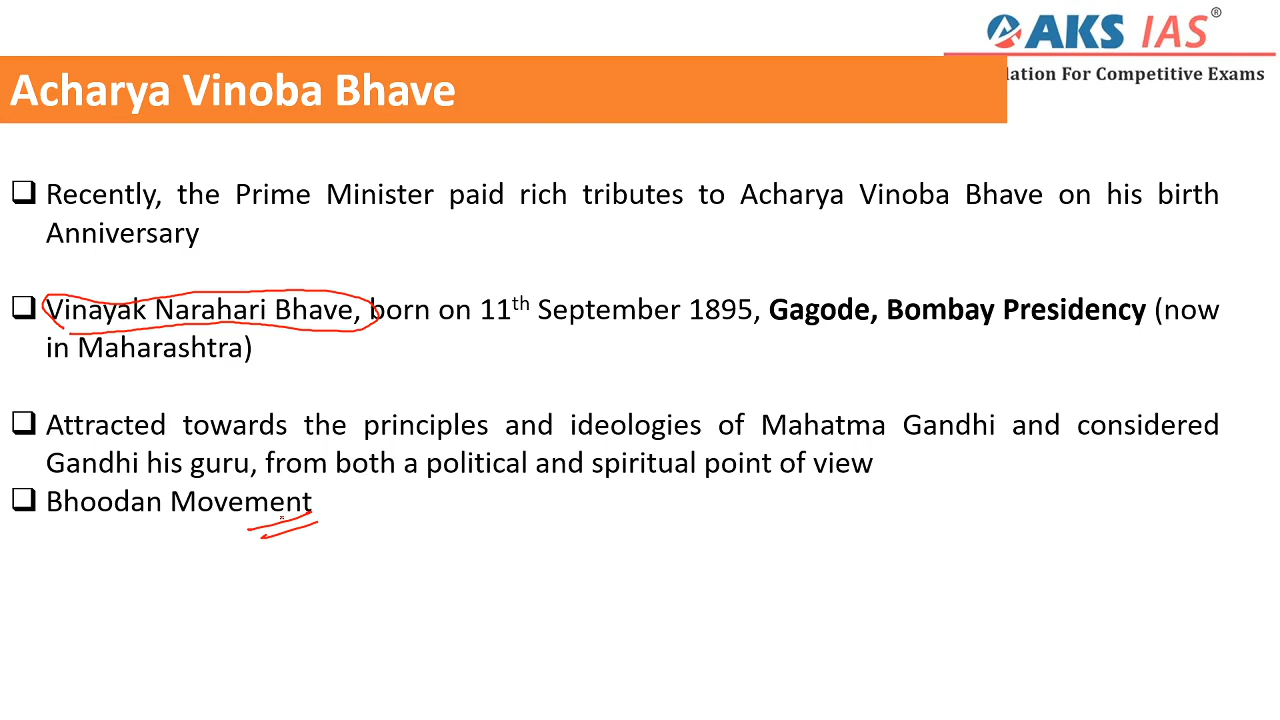 AKS IAS®
lation For Competitive Exams
Acharya Vinoba Bhave
Recently, the Prime Minister paid rich tributes to Acharya Vinoba Bhave on his birth
Anniversary
Vinayak Narahari Bhave, born on 11th September 1895, Gagode, Bombay Presidency (now
in Maharashtra)
Attracted towards the principles and ideologies of Mahatma Gandhi and considered
Gandhi his guru, from both a political and spiritual point of view
Bhoodan Movement